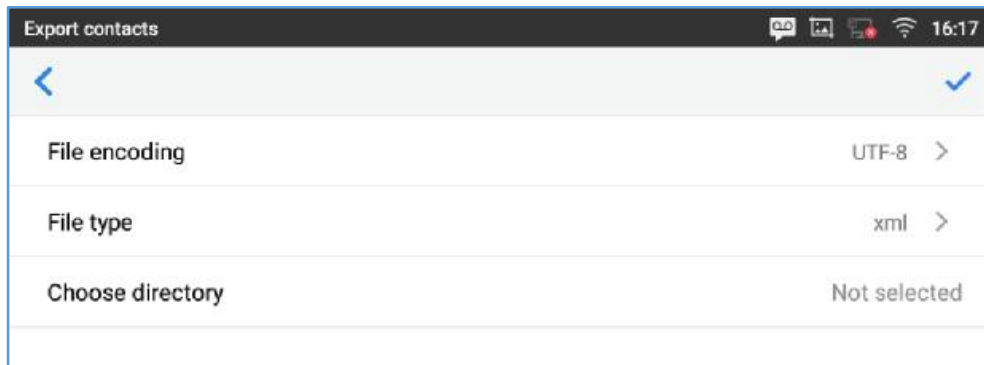 Export contacts 16:17
File encoding UTF-8
File type xml
Choose directory Not selected